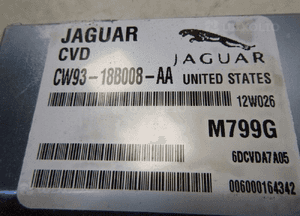 JAGUAR
CVD
JAGUAR
CW93-18B008-AA UNITED STATES
12W026
M799G
6DCVDA7A05
006000164342